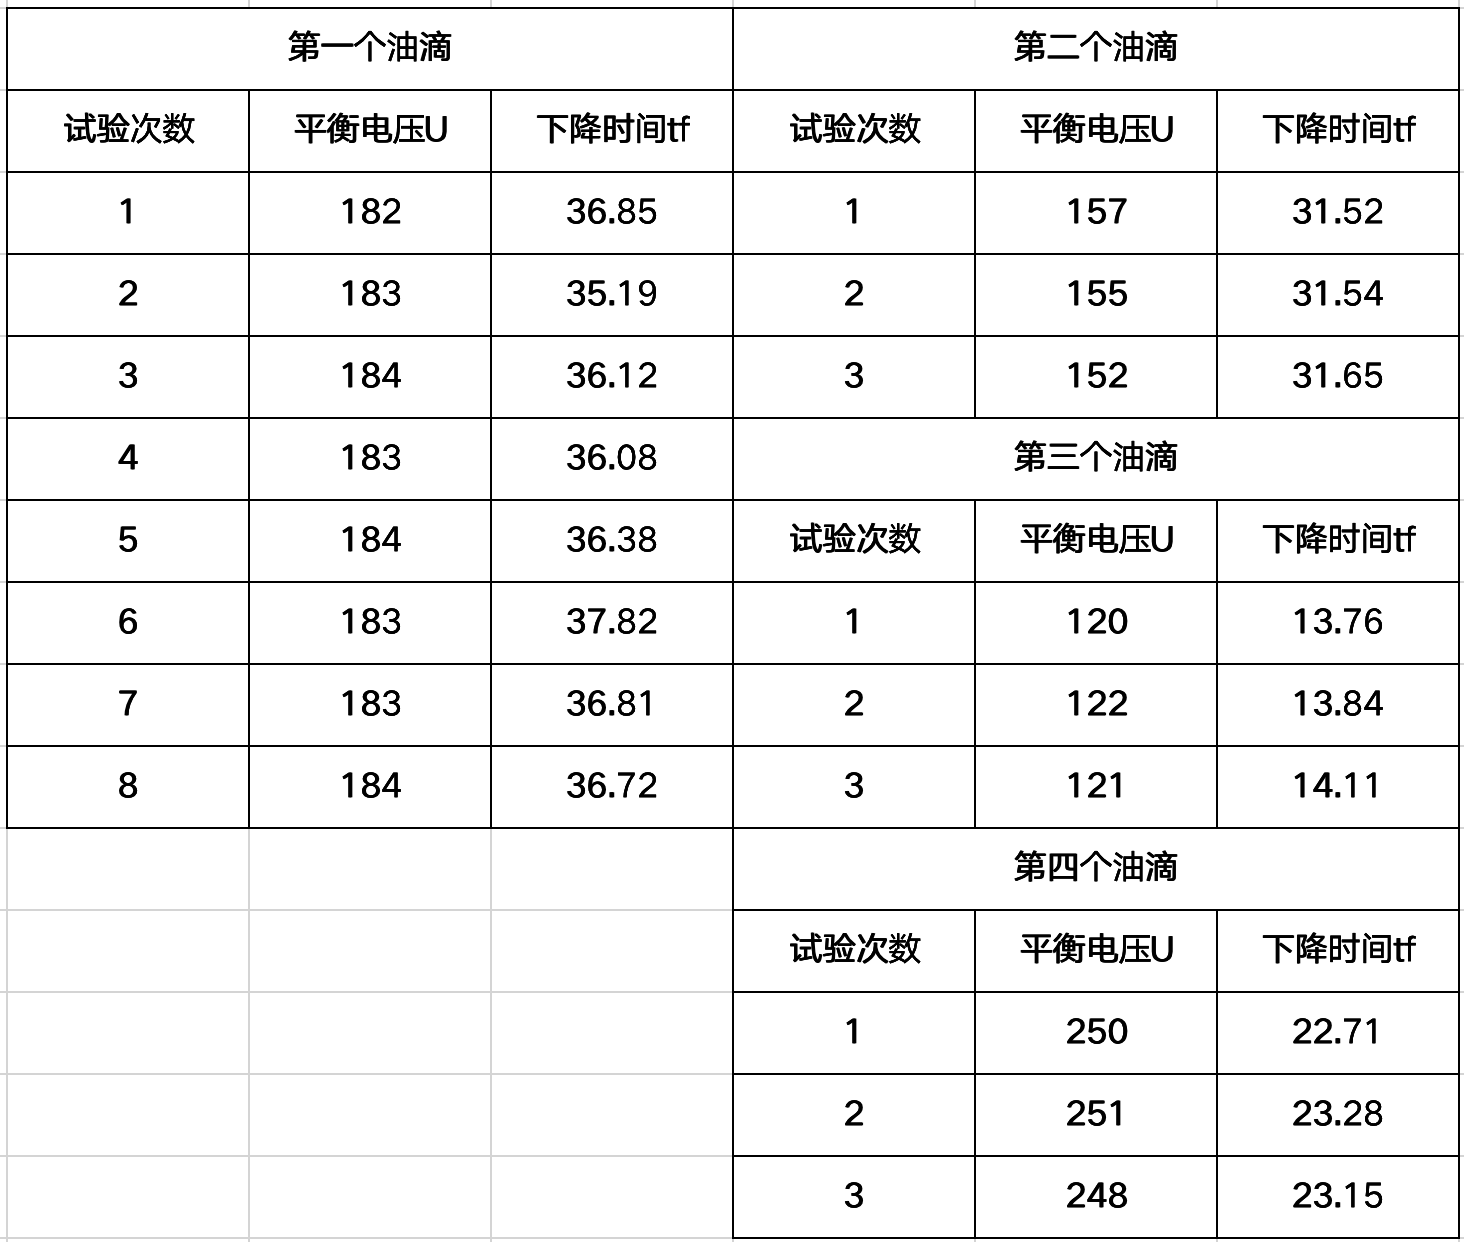 第一个油滴 第二个油滴
试验次数 平衡电压U 下降时间tf 试验次数 平衡电压U 下降时间tf
1 182 36.85 1 157 31.52
2 183 35.19 2 155 31.54
3 184 36.12 3 152 31.65
4 183 36.08 第三个油滴
5 184 36.38 试验次数 平衡电压U 下降时间tf
6 183 37.82 1 120 13.76
7 183 36.81 2 122 13.84
8 184 36.72 3 121 14.11
第四个油滴
试验次数 平衡电压U 下降时间tf
1 250 22.71
2 251 23.28
3 248 23.15